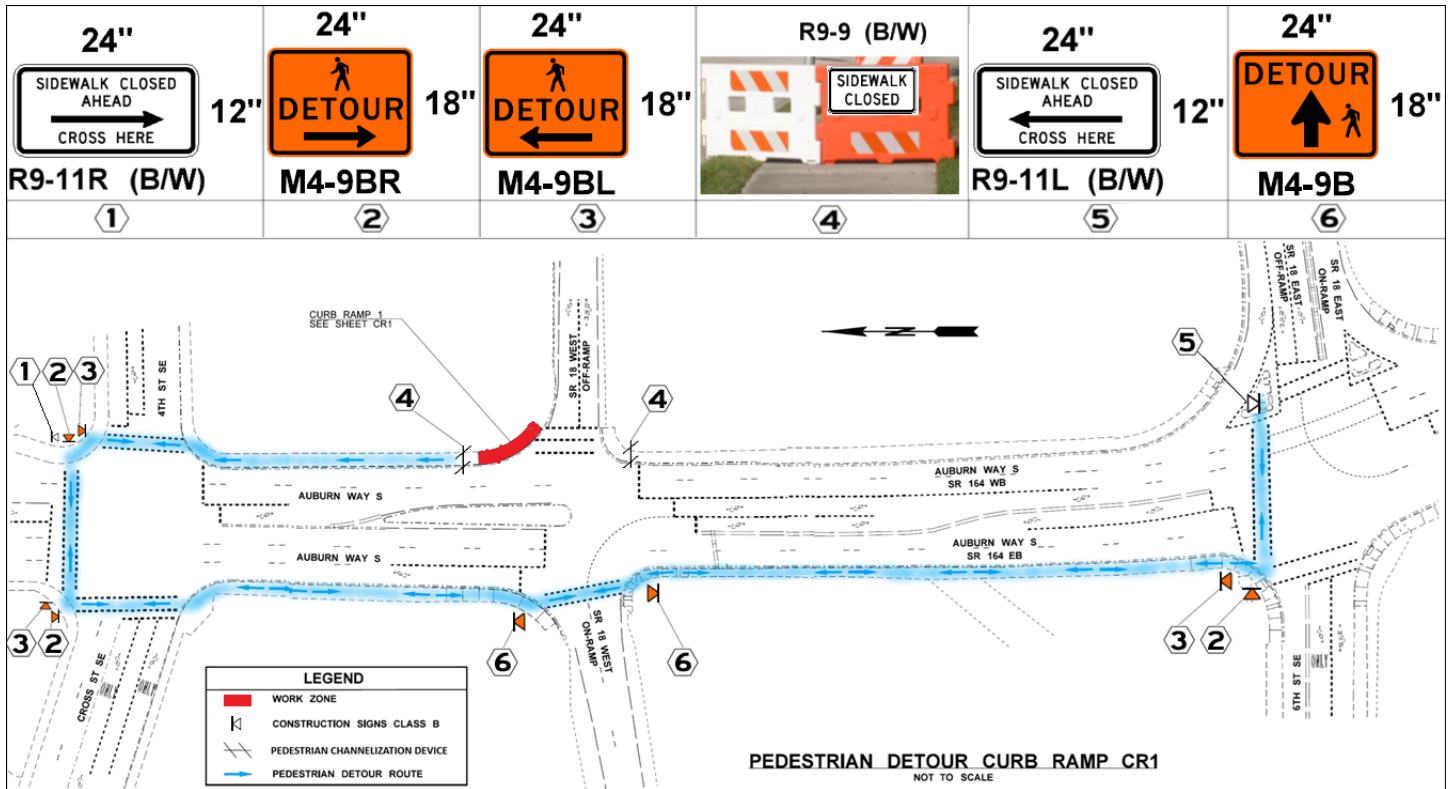 24"
SIDEWALK CLOSED
AHEAD
CROSS HERE
12"
R9-11R (B/W)
1
24"
DETOUR
18"
M4-9BR
2
24"
DETOUR
18"
M4-9BL
3
R9-9 (B/W)
SIDEWALK
CLOSED
4
24"
SIDEWALK CLOSED
AHEAD
CROSS HERE
12"
R9-11L (B/W)
5
24"
DETOUR
18"
M4-9B
6
CURB RAMP 1
SEE SHEET CR1
1
2
3
4TH ST SE
4
SR 18 WEST
OFF-RAMP
4
N
5
SR 18 EAST
OFF-RAMP
SR 18 EAST
ON-RAMP
AUBURN WAY S
AUBURN WAY S
SR 164 WB
AUBURN WAY S
AUBURN WAY S
SR 164 EB
3
2
CROSS ST SE
ONLY
6
SR 18 WEST
ON-RAMP
6
3
2
6TH ST SE
ONLY
LEGEND
WORK ZONE
CONSTRUCTION SIGNS CLASS B
PEDESTRIAN CHANNELIZATION DEVICE
PEDESTRIAN DETOUR ROUTE
PEDESTRIAN DETOUR CURB RAMP CR1
NOT TO SCALE